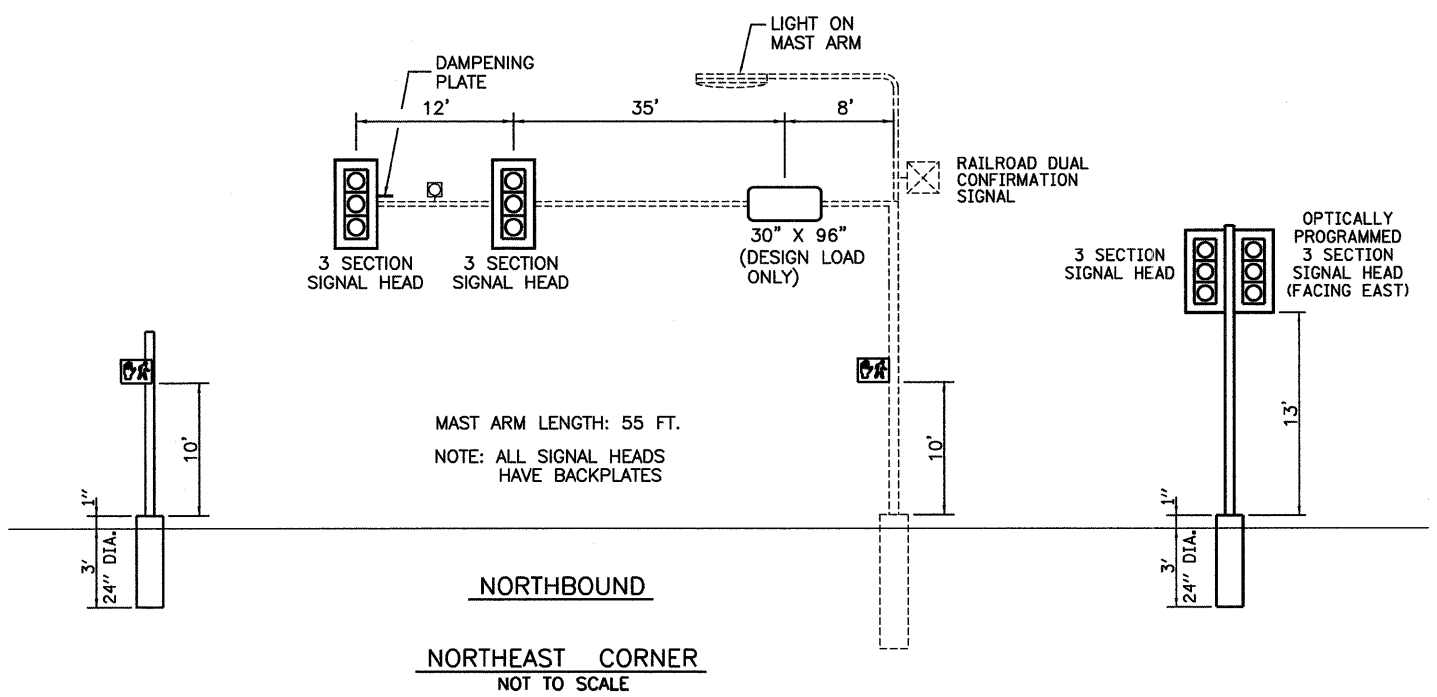 LIGHT ON
MAST ARM
DAMPENING
PLATE
12'
35'
8'
RAILROAD DUAL
CONFIRMATION
SIGNAL
30" X 96"
(DESIGN LOAD
ONLY)
3 SECTION
SIGNAL HEAD
3 SECTION
SIGNAL HEAD
3 SECTION
SIGNAL HEAD
OPTICALLY
PROGRAMMED
3 SECTION
SIGNAL HEAD
(FACING EAST)
10'
1"
3'
24" DIA.
MAST ARM LENGTH: 55 FT.
NOTE: ALL SIGNAL HEADS
HAVE BACKPLATES
10'
13'
1"
3'
24" DIA.
NORTHBOUND
NORTHEAST CORNER
NOT TO SCALE